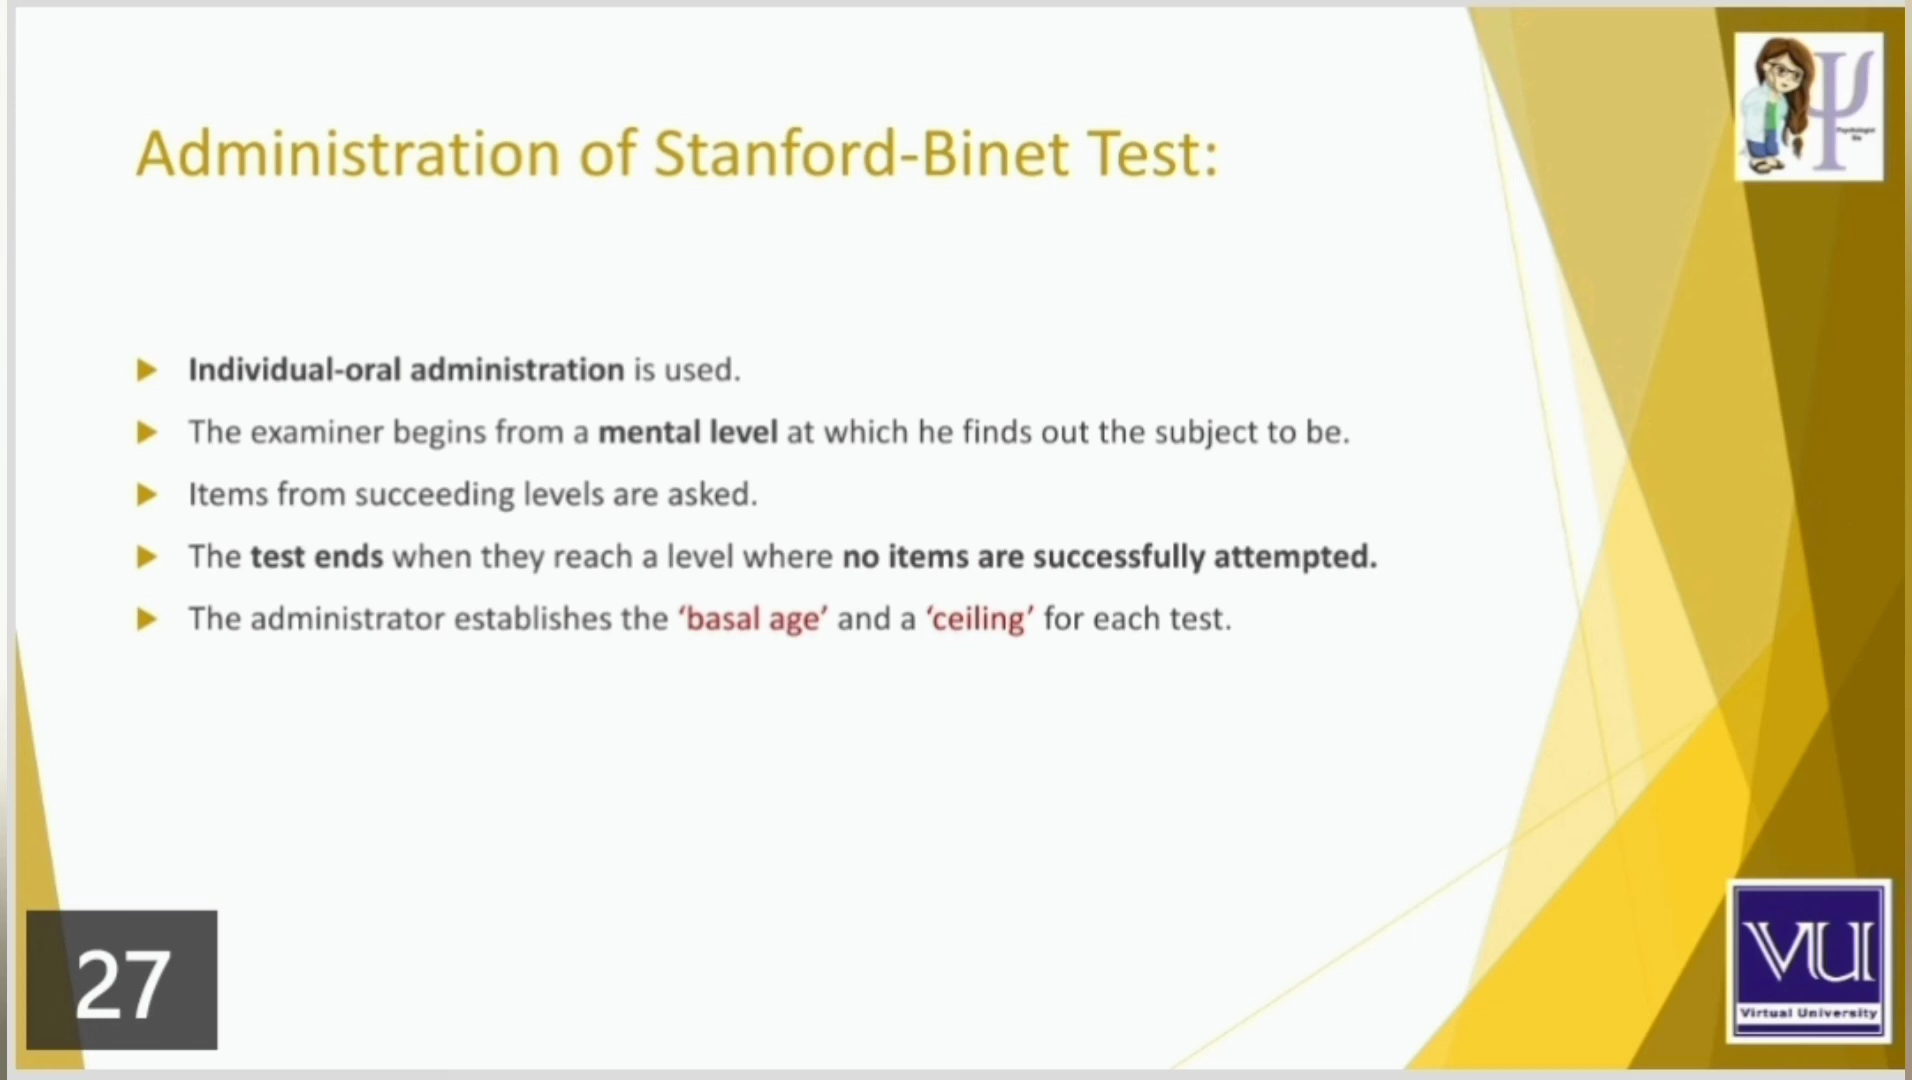 Administration of Stanford-Binet Test:
Individual-oral administration is used.
The examiner begins from a mental level at which he finds out the subject to be.
Items from succeeding levels are asked.
The test ends when they reach a level where no items are successfully attempted.
The administrator establishes the ‘basal age’ and a ‘ceiling’ for each test.
27
VU
Virtual University